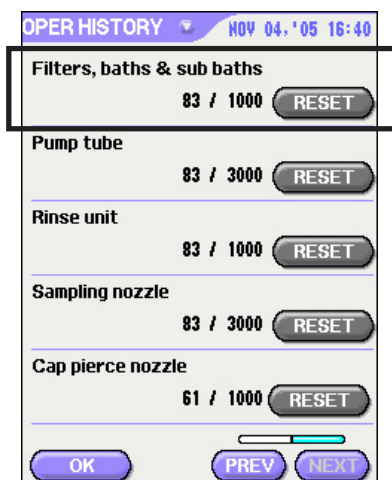 OPER HISTORY NOV 04,'05 16:40
Filters, baths & sub baths
83 / 1000 RESET
Pump tube
83 / 3000 RESET
Rinse unit
83 / 1000 RESET
Sampling nozzle
83 / 3000 RESET
Cap pierce nozzle
61 / 1000 RESET
OK PREV NEXT